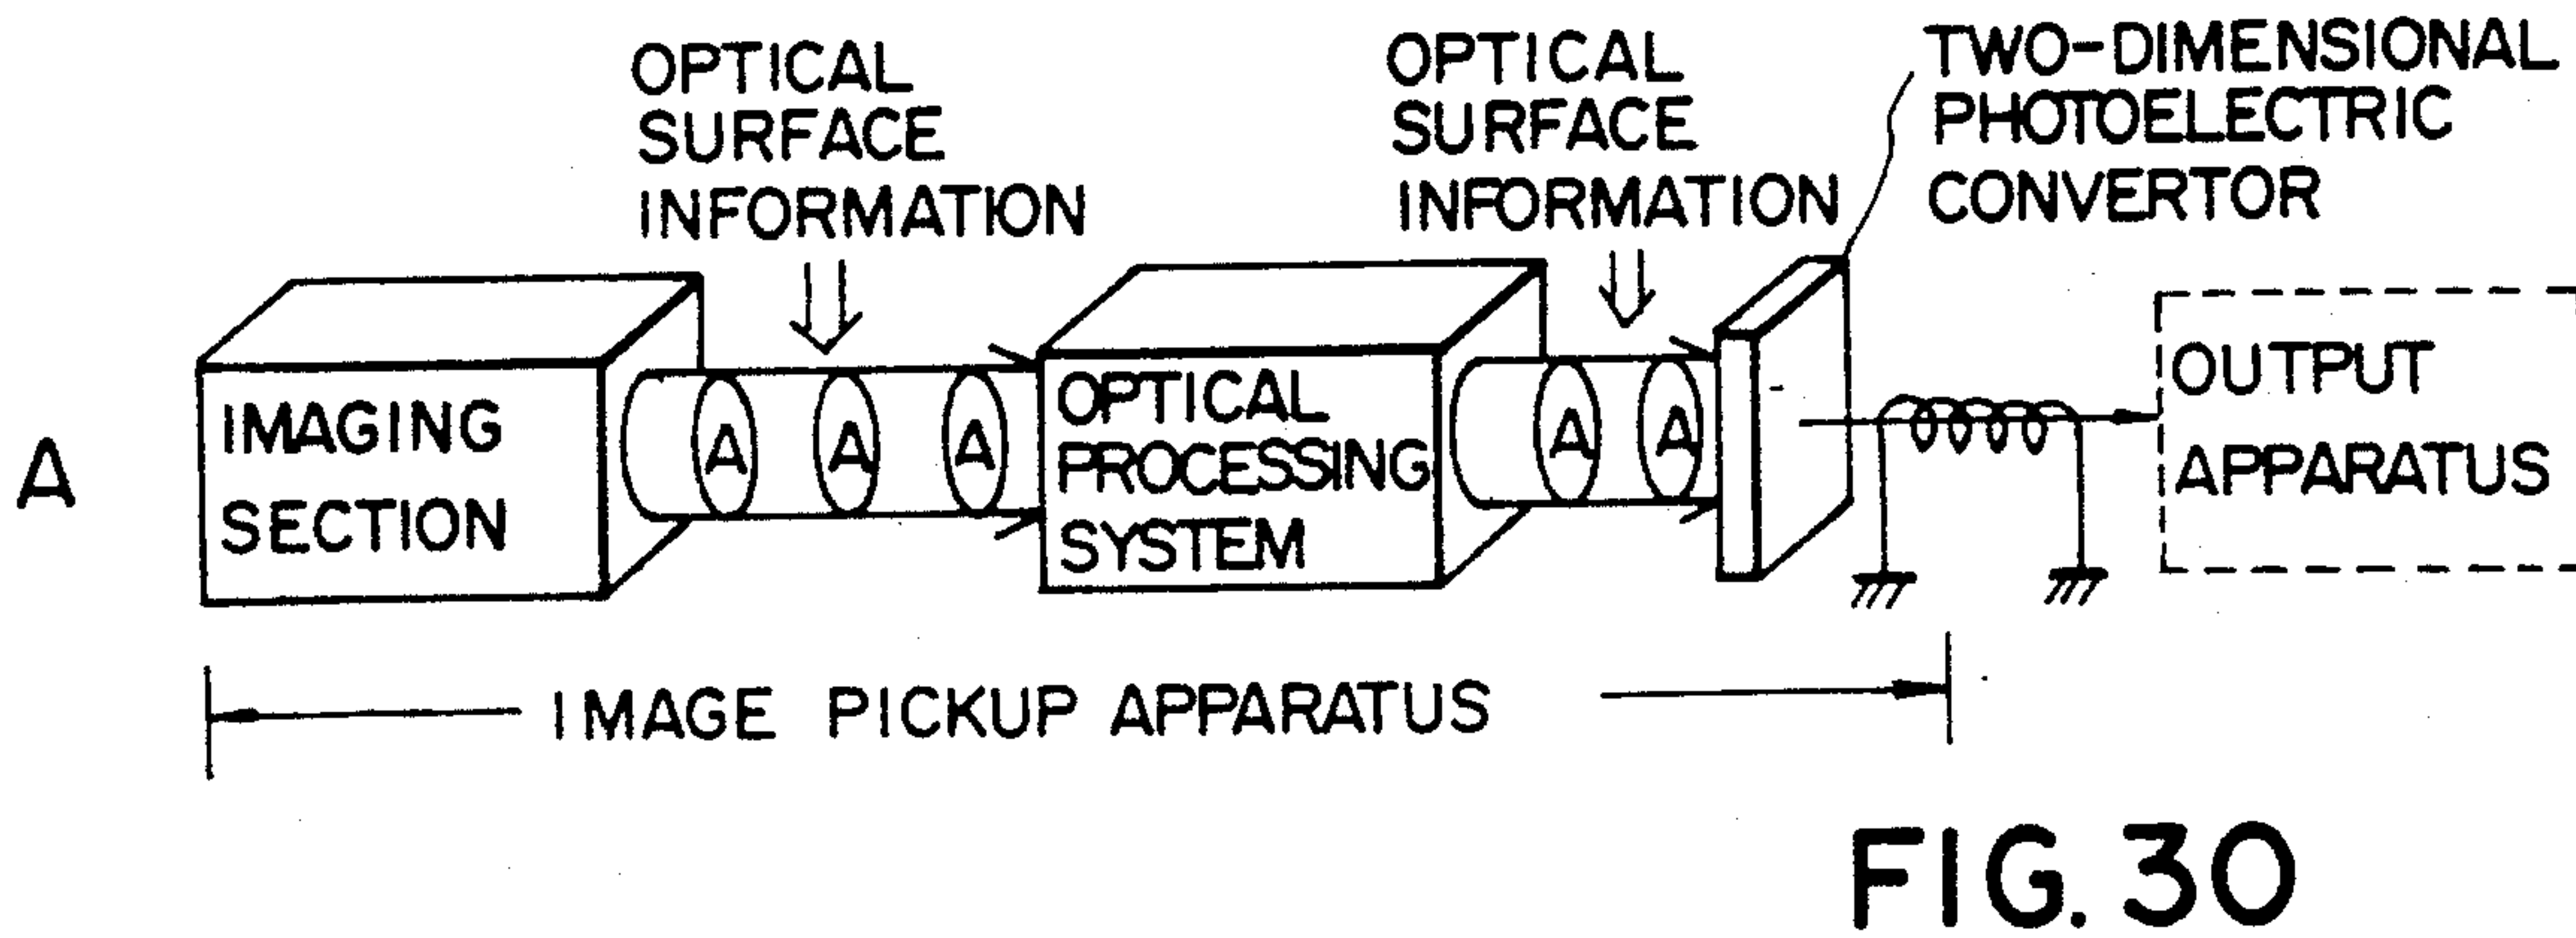 OPTICAL
SURFACE
INFORMATION
OPTICAL
SURFACE
INFORMATION
TWO-DIMENSIONAL
PHOTOELECTRIC
CONVERTOR
A
IMAGING
SECTION
A A A
OPTICAL
PROCESSING
SYSTEM
A A
OUTPUT
APPARATUS
IMAGE PICKUP APPARATUS
FIG. 30